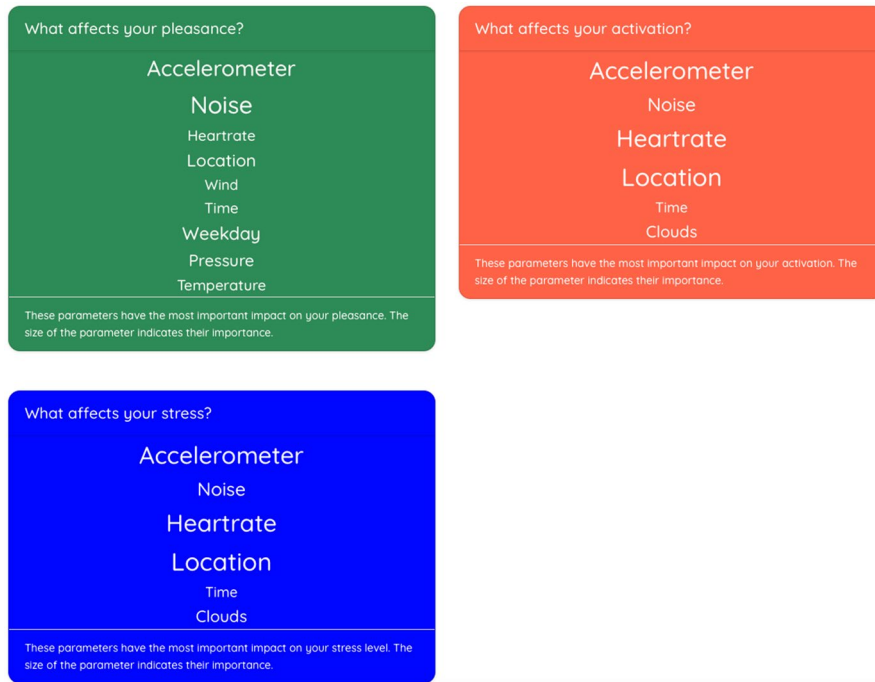 What affects your pleasance?
Accelerometer
Noise
Heartrate
Location
Wind
Time
Weekday
Pressure
Temperature
These parameters have the most important impact on your pleasance. The
size of the parameter indicates their importance.
What affects your activation?
Accelerometer
Noise
Heartrate
Location
Time
Clouds
These parameters have the most important impact on your activation. The
size of the parameter indicates their importance.
What affects your stress?
Accelerometer
Noise
Heartrate
Location
Time
Clouds
These parameters have the most important impact on your stress level. The
size of the parameter indicates their importance.